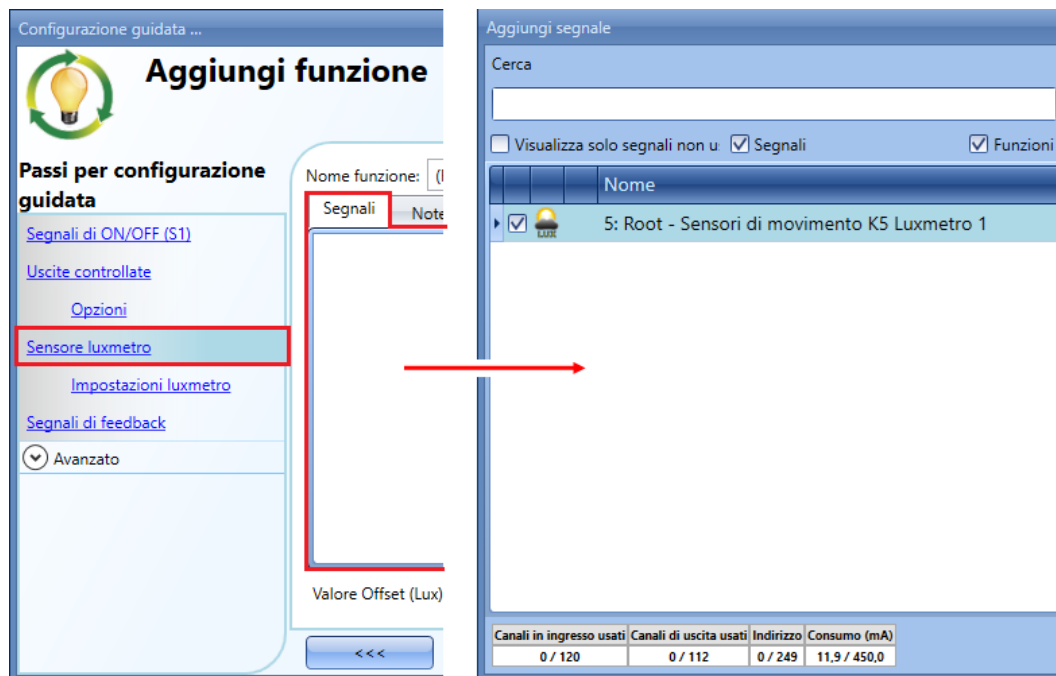 Configurazione guidata ...
Aggiungi funzione
Passi per configurazione
guidata
Segnali di ON/OFF (S1)
Uscite controllate
Opzioni
Sensore luxmetro
Impostazioni luxmetro
Segnali di feedback
Avanzato
Nome funzione:
Segnali Note
Valore Offset (Lux)
<<<
Aggiungi segnale
Cerca
Visualizza solo segnali non u Segnali Funzioni
Nome
LUX 5: Root - Sensori di movimento K5 Luxmetro 1
Canali in ingresso usati Canali di uscita usati Indirizzo Consumo (mA)
0 / 120 0 / 112 0 / 249 11,9 / 450,0